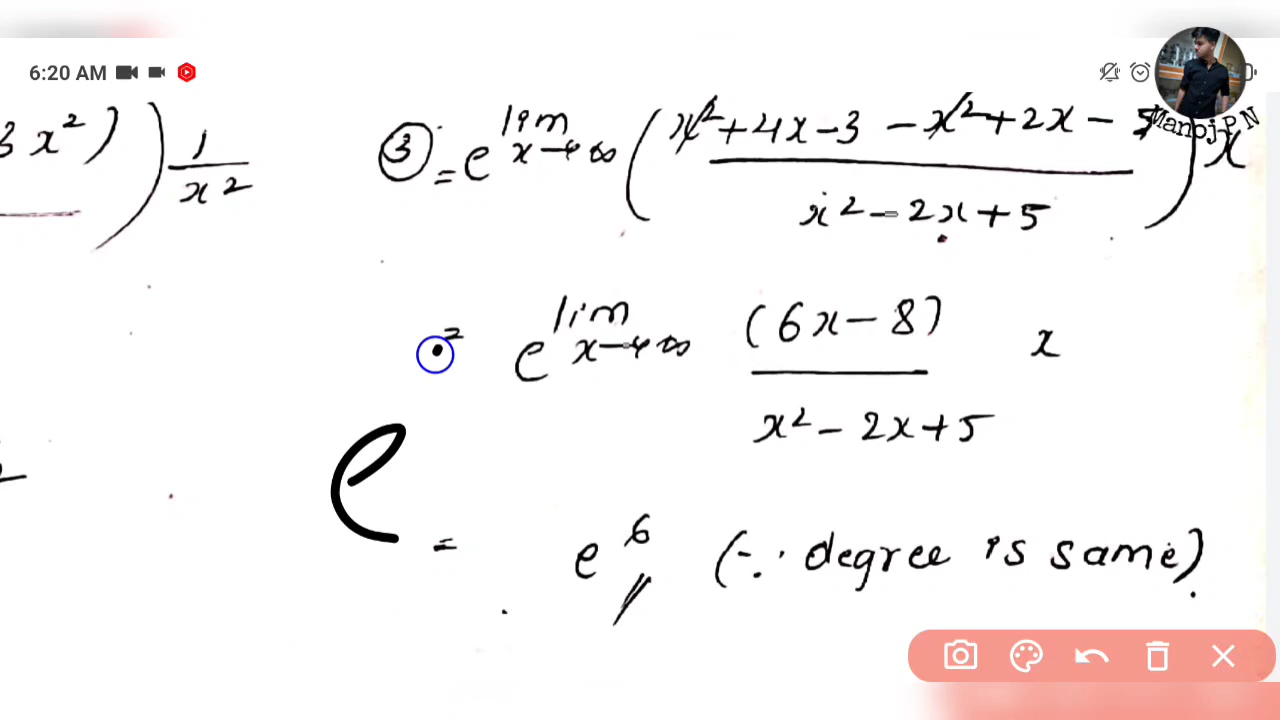 6:20 AM
Manoj P N
3x²) ) 1/x²
③ = e lim x→∞ ( x²+4x-3 -x²+2x-5 / x²-2x+5 ) x
e lim x→∞ (6x-8) / x²-2x+5 x
e
= e⁶ (∵ degree is same)